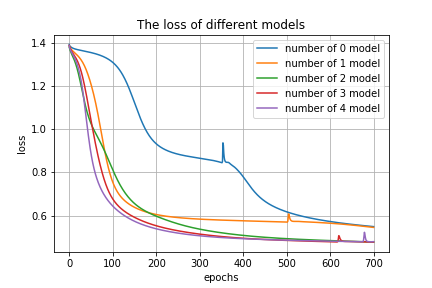 The loss of different models
number of 0 model
number of 1 model
number of 2 model
number of 3 model
number of 4 model
loss
1.4
1.2
1.0
0.8
0.6
0
100
200
300
400
500
600
700
epochs